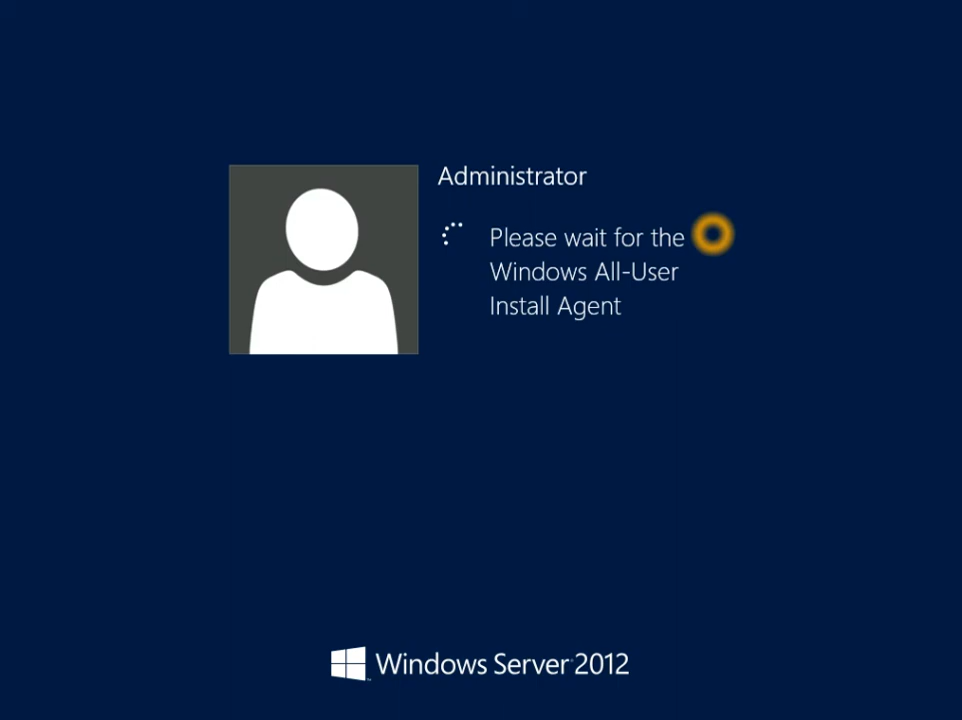 Administrator
Please wait for the
Windows All-User
Install Agent
Windows Server 2012